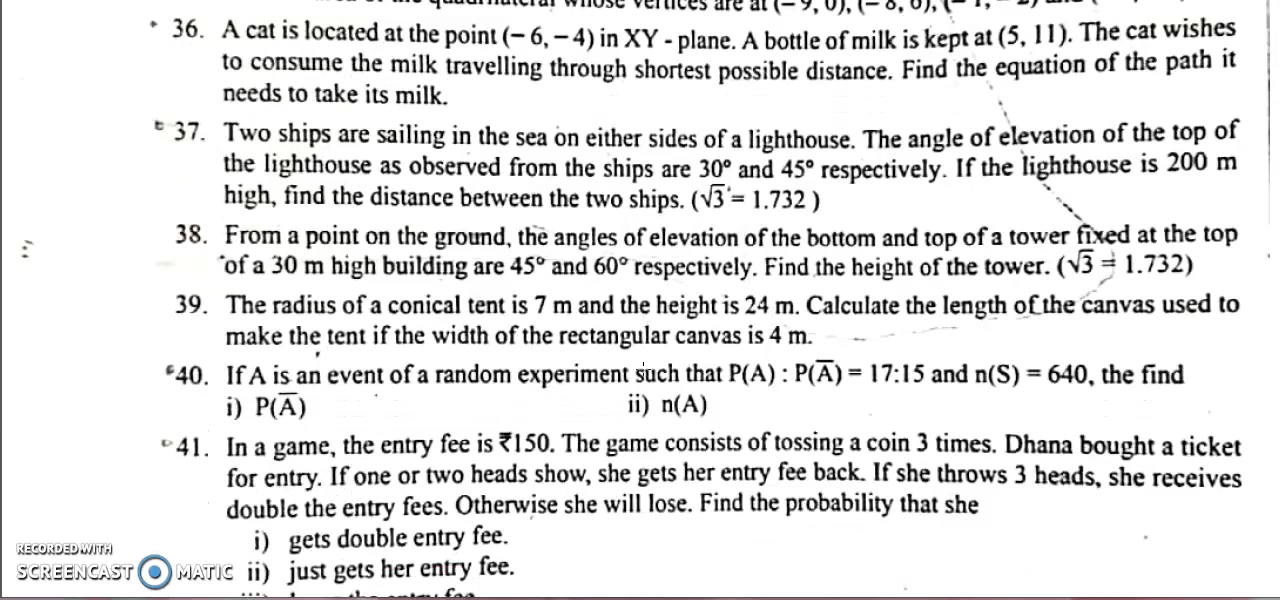 (– 9, 0), (– 8, 6), (–
36. A cat is located at the point (– 6, – 4) in XY - plane. A bottle of milk is kept at (5, 11). The cat wishes
to consume the milk travelling through shortest possible distance. Find the equation of the path it
needs to take its milk.
37. Two ships are sailing in the sea on either sides of a lighthouse. The angle of elevation of the top of
the lighthouse as observed from the ships are 30° and 45° respectively. If the lighthouse is 200 m
high, find the distance between the two ships. (√3 = 1.732 )
38. From a point on the ground, the angles of elevation of the bottom and top of a tower fixed at the top
of a 30 m high building are 45° and 60° respectively. Find the height of the tower. (√3 = 1.732)
39. The radius of a conical tent is 7 m and the height is 24 m. Calculate the length of the canvas used to
make the tent if the width of the rectangular canvas is 4 m.
40. If A is an event of a random experiment such that P(A) : P(A̅) = 17:15 and n(S) = 640, the find
i) P(A̅) ii) n(A)
41. In a game, the entry fee is ₹150. The game consists of tossing a coin 3 times. Dhana bought a ticket
for entry. If one or two heads show, she gets her entry fee back. If she throws 3 heads, she receives
double the entry fees. Otherwise she will lose. Find the probability that she
i) gets double entry fee.
ii) just gets her entry fee.
RECORDED WITH
SCREENCAST MATIC